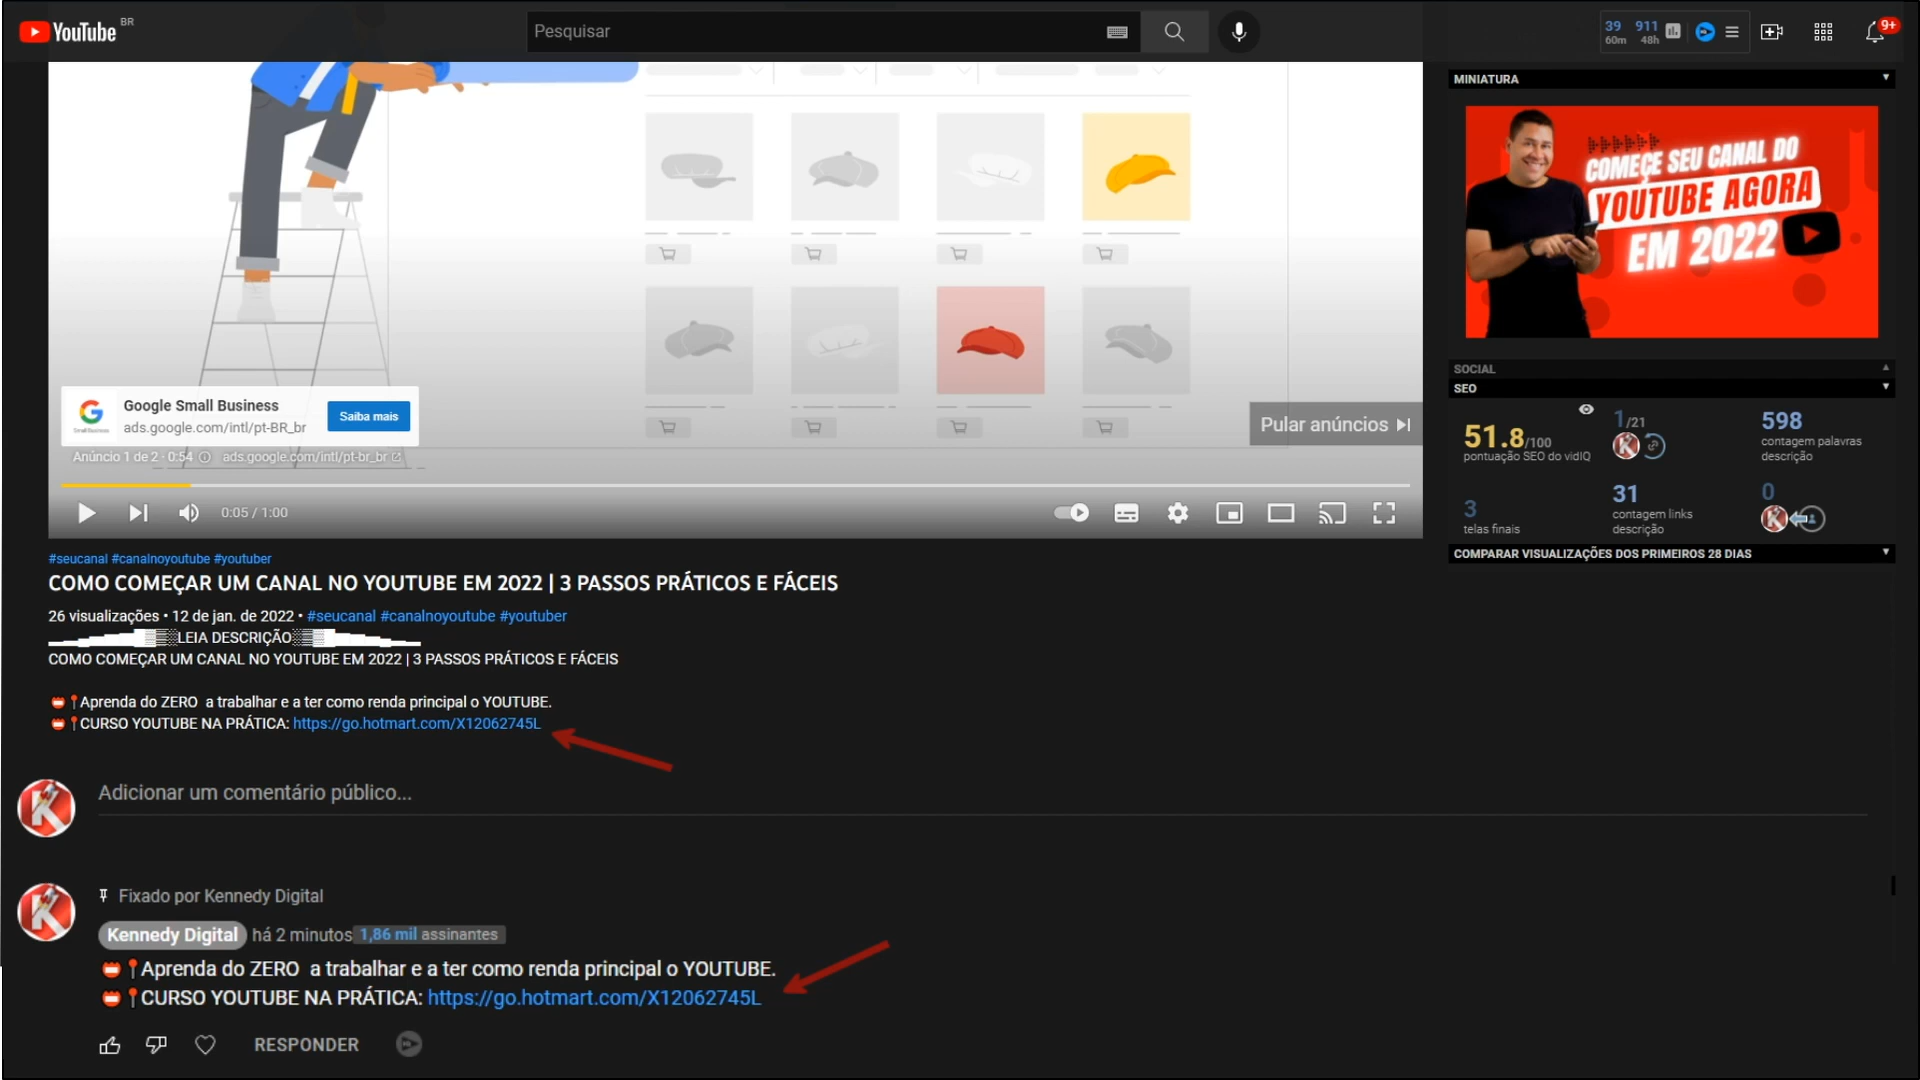 YouTube BR
Pesquisar
39 911
60m 48h
9+
MINIATURA
COMEÇE SEU CANAL DO
YOUTUBE AGORA
EM 2022
Google Small Business
ads.google.com/intl/pt-BR_br
Saiba mais
Pular anúncios
Anúncio 1 de 2 · 0:54 ads.google.com/intl/pt-br_br
0:05 / 1:00
SOCIAL
SEO
51.8/100
pontuação SEO do vidIQ
1/21
598
contagem palavras
descrição
3
telas finais
31
contagem links
descrição
0
COMPARAR VISUALIZAÇÕES DOS PRIMEIROS 28 DIAS
#seucanal #canalnoyoutube #youtuber
COMO COMEÇAR UM CANAL NO YOUTUBE EM 2022 | 3 PASSOS PRÁTICOS E FÁCEIS
26 visualizações • 12 de jan. de 2022 • #seucanal #canalnoyoutube #youtuber
LEIA DESCRIÇÃO
COMO COMEÇAR UM CANAL NO YOUTUBE EM 2022 | 3 PASSOS PRÁTICOS E FÁCEIS
📛📍Aprenda do ZERO a trabalhar e a ter como renda principal o YOUTUBE.
📛📍CURSO YOUTUBE NA PRÁTICA: https://go.hotmart.com/X12062745L
Adicionar um comentário público...
Fixado por Kennedy Digital
Kennedy Digital há 2 minutos 1,86 mil assinantes
📛📍Aprenda do ZERO a trabalhar e a ter como renda principal o YOUTUBE.
📛📍CURSO YOUTUBE NA PRÁTICA: https://go.hotmart.com/X12062745L
RESPONDER